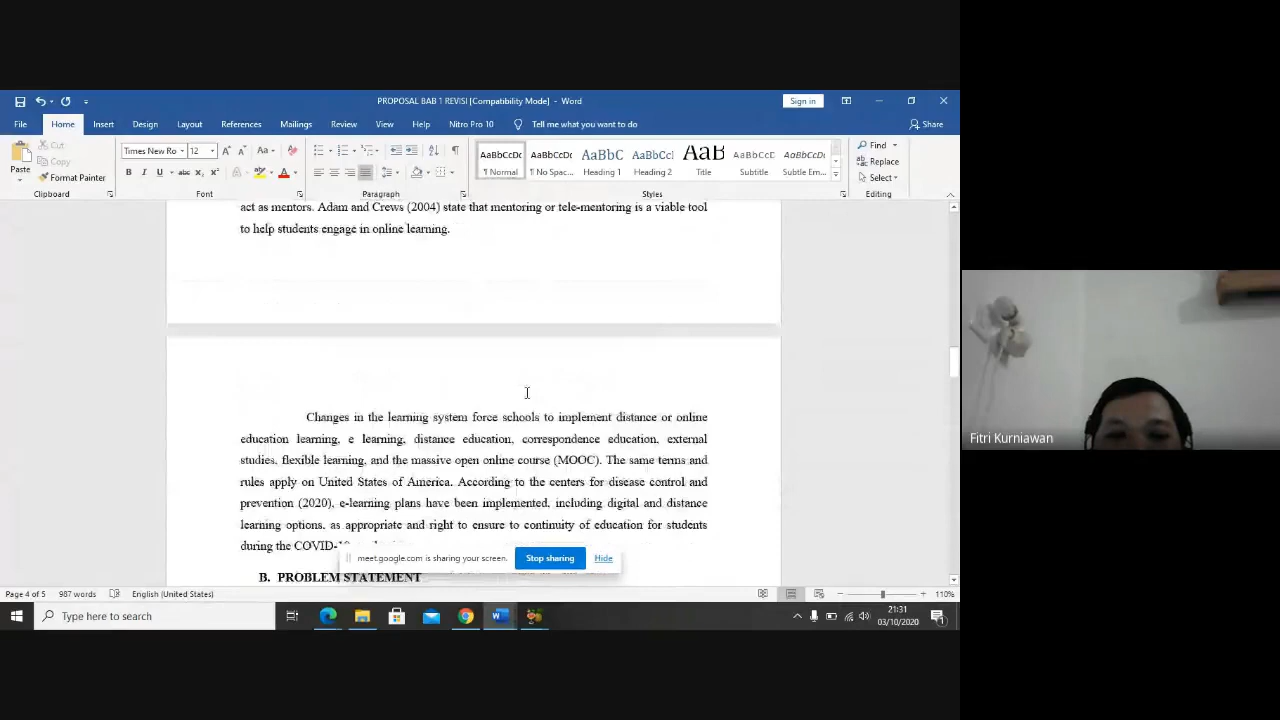 PROPOSAL BAB 1 REVISI [Compatibility Mode] - Word
Sign in
File Home Insert Design Layout References Mailings Review View Help Nitro Pro 10 Tell me what you want to do Share
Paste
Cut
Copy
Format Painter
Clipboard
Times New Ro 12
Font
Paragraph
AaBbCcDc ¶ Normal
AaBbCcDc ¶ No Spac...
AaBbC Heading 1
AaBbCcI Heading 2
AaB Title
AaBbCcD Subtitle
AaBbCcDc Subtle Em...
Styles
Find
Replace
Select
Editing
act as mentors. Adam and Crews (2004) state that mentoring or tele-mentoring is a viable tool
to help students engage in online learning.
Changes in the learning system force schools to implement distance or online
education learning, e learning, distance education, correspondence education, external
studies, flexible learning, and the massive open online course (MOOC). The same terms and
rules apply on United States of America. According to the centers for disease control and
prevention (2020), e-learning plans have been implemented, including digital and distance
learning options, as appropriate and right to ensure to continuity of education for students
during the COVID-19
meet.google.com is sharing your screen. Stop sharing Hide
B. PROBLEM STATEMENT
Page 4 of 5 987 words English (United States) 110%
Type here to search
21:31
03/10/2020
Fitri Kurniawan